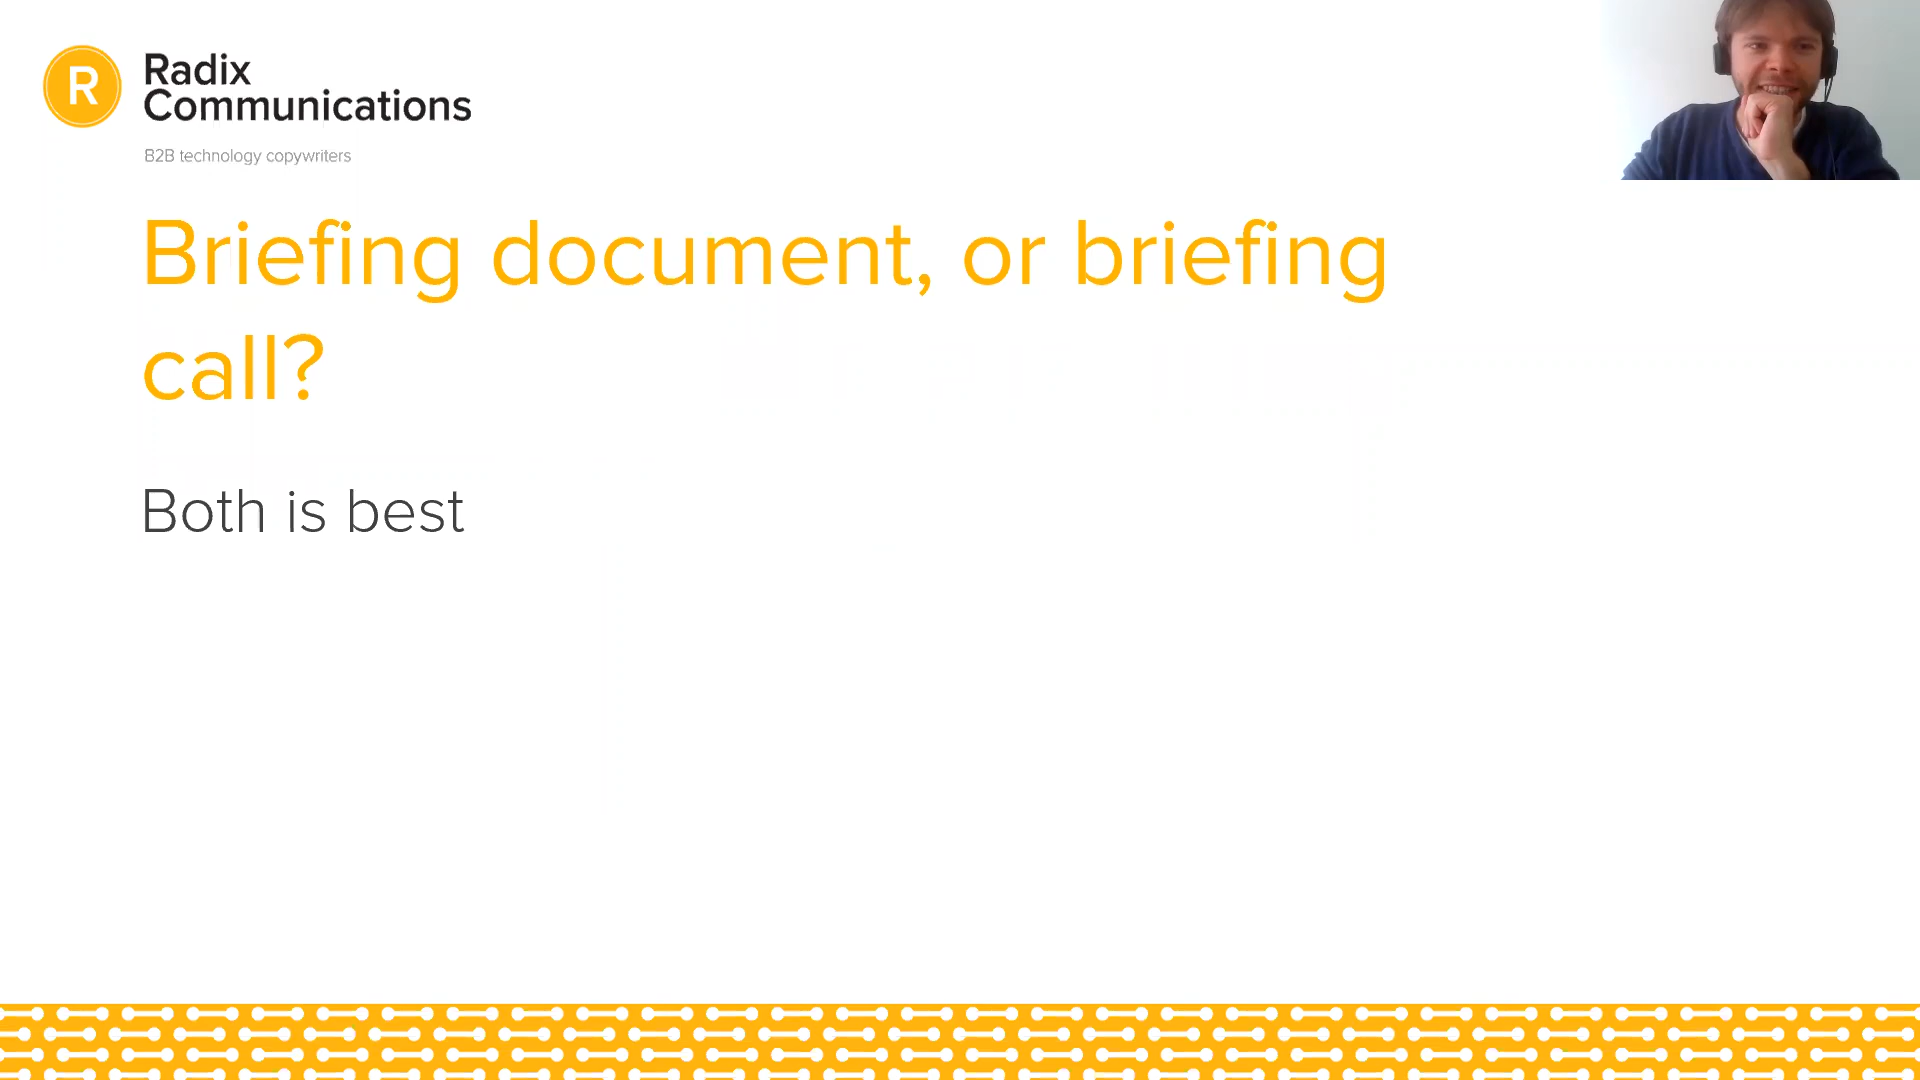 R
Radix
Communications
B2B technology copywriters
Briefing document, or briefing
call?
Both is best